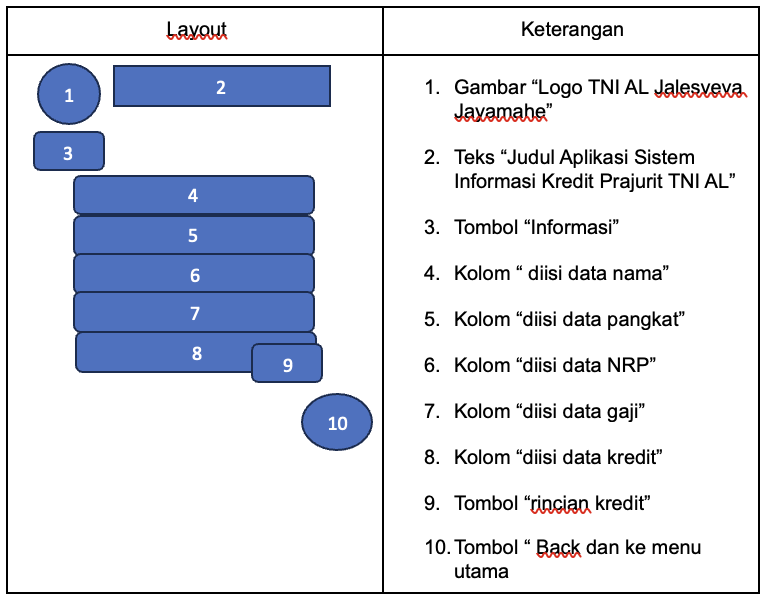 Layout
Keterangan
1
2
3
4
5
6
7
8
9
10
1. Gambar “Logo TNI AL Jalesveva
Jayamahe”
2. Teks “Judul Aplikasi Sistem
Informasi Kredit Prajurit TNI AL”
3. Tombol “Informasi”
4. Kolom “ diisi data nama”
5. Kolom “diisi data pangkat”
6. Kolom “diisi data NRP”
7. Kolom “diisi data gaji”
8. Kolom “diisi data kredit”
9. Tombol “rincian kredit”
10. Tombol “ Back dan ke menu
utama